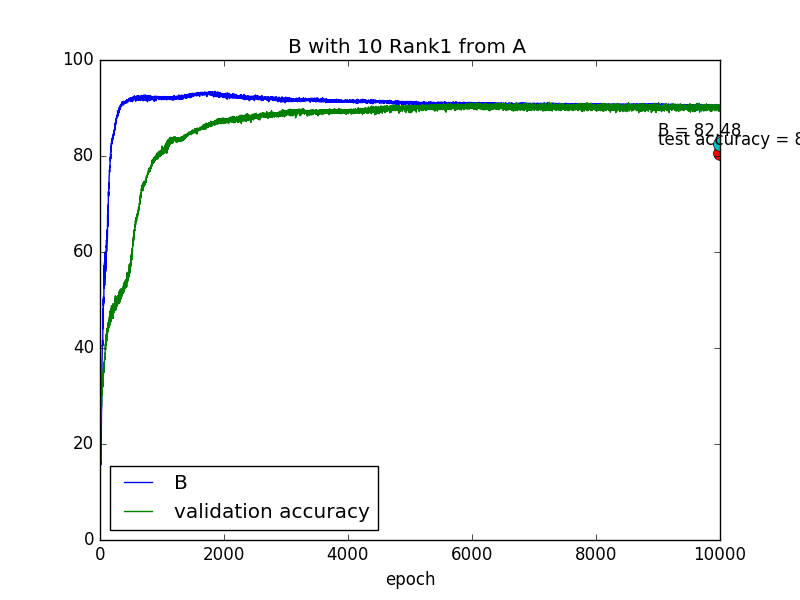 B with 10 Rank1 from A
100
80
60
40
20
0
B = 82.48
test accuracy = 8
B
validation accuracy
0 2000 4000 6000 8000 10000
epoch